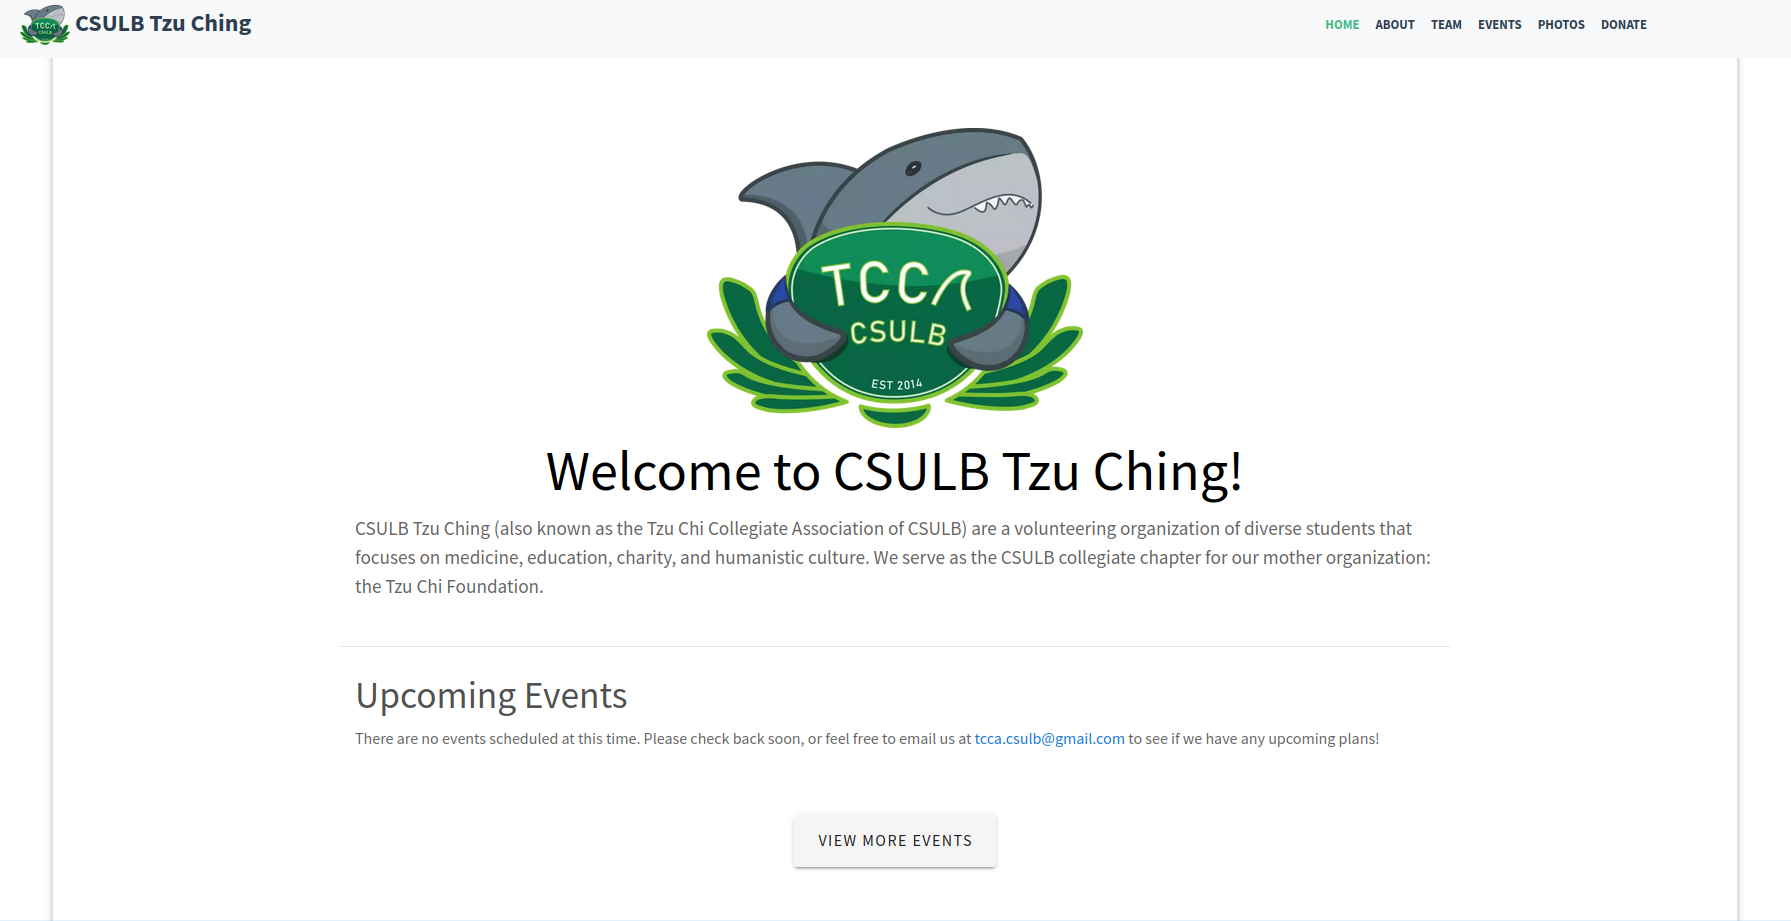 TCCA
CSULB
CSULB Tzu Ching
HOME ABOUT TEAM EVENTS PHOTOS DONATE
TCCA
CSULB
EST 2014
Welcome to CSULB Tzu Ching!
CSULB Tzu Ching (also known as the Tzu Chi Collegiate Association of CSULB) are a volunteering organization of diverse students that
focuses on medicine, education, charity, and humanistic culture. We serve as the CSULB collegiate chapter for our mother organization:
the Tzu Chi Foundation.
Upcoming Events
There are no events scheduled at this time. Please check back soon, or feel free to email us at tcca.csulb@gmail.com to see if we have any upcoming plans!
VIEW MORE EVENTS